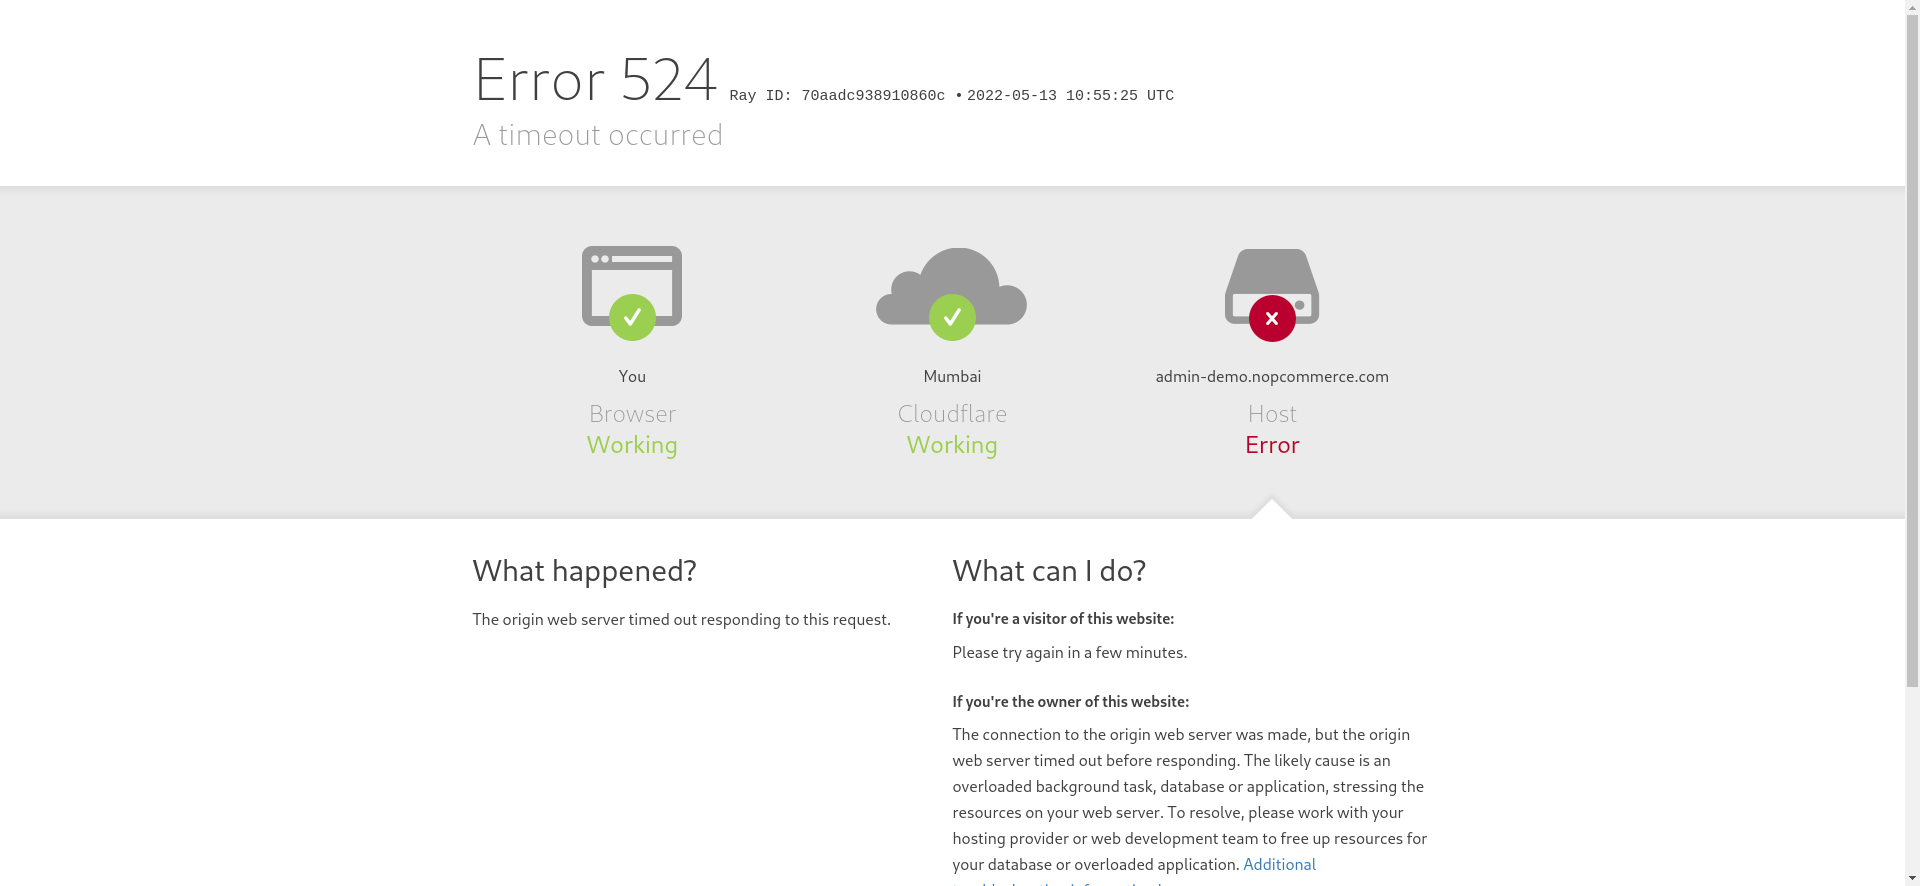 Error 524 Ray ID: 70aadc938910860c • 2022-05-13 10:55:25 UTC
A timeout occurred
You
Browser
Working
Mumbai
Cloudflare
Working
admin-demo.nopcommerce.com
Host
Error
What happened?
The origin web server timed out responding to this request.
What can I do?
If you're a visitor of this website:
Please try again in a few minutes.
If you're the owner of this website:
The connection to the origin web server was made, but the origin
web server timed out before responding. The likely cause is an
overloaded background task, database or application, stressing the
resources on your web server. To resolve, please work with your
hosting provider or web development team to free up resources for
your database or overloaded application. Additional